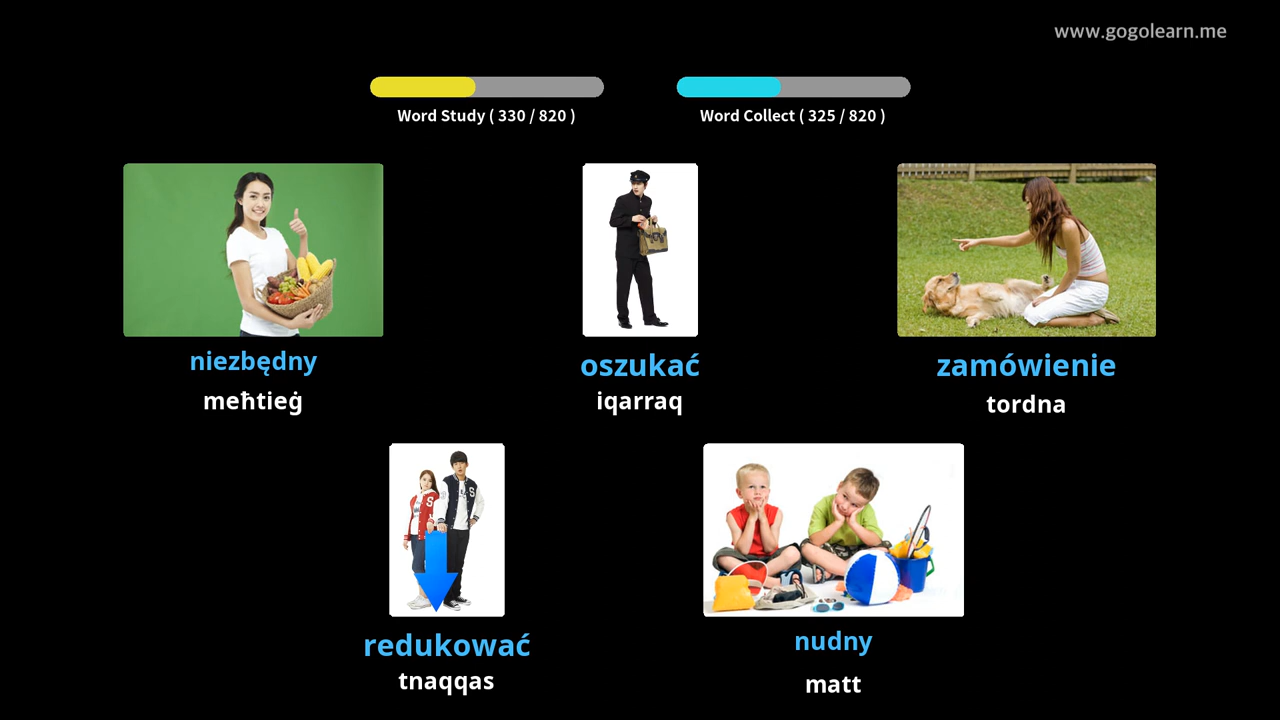 www.gogolearn.me
Word Study ( 330 / 820 )
Word Collect ( 325 / 820 )
niezbędny
meħtieġ
oszukać
iqarraq
zamówienie
tordna
redukować
tnaqqas
nudny
matt